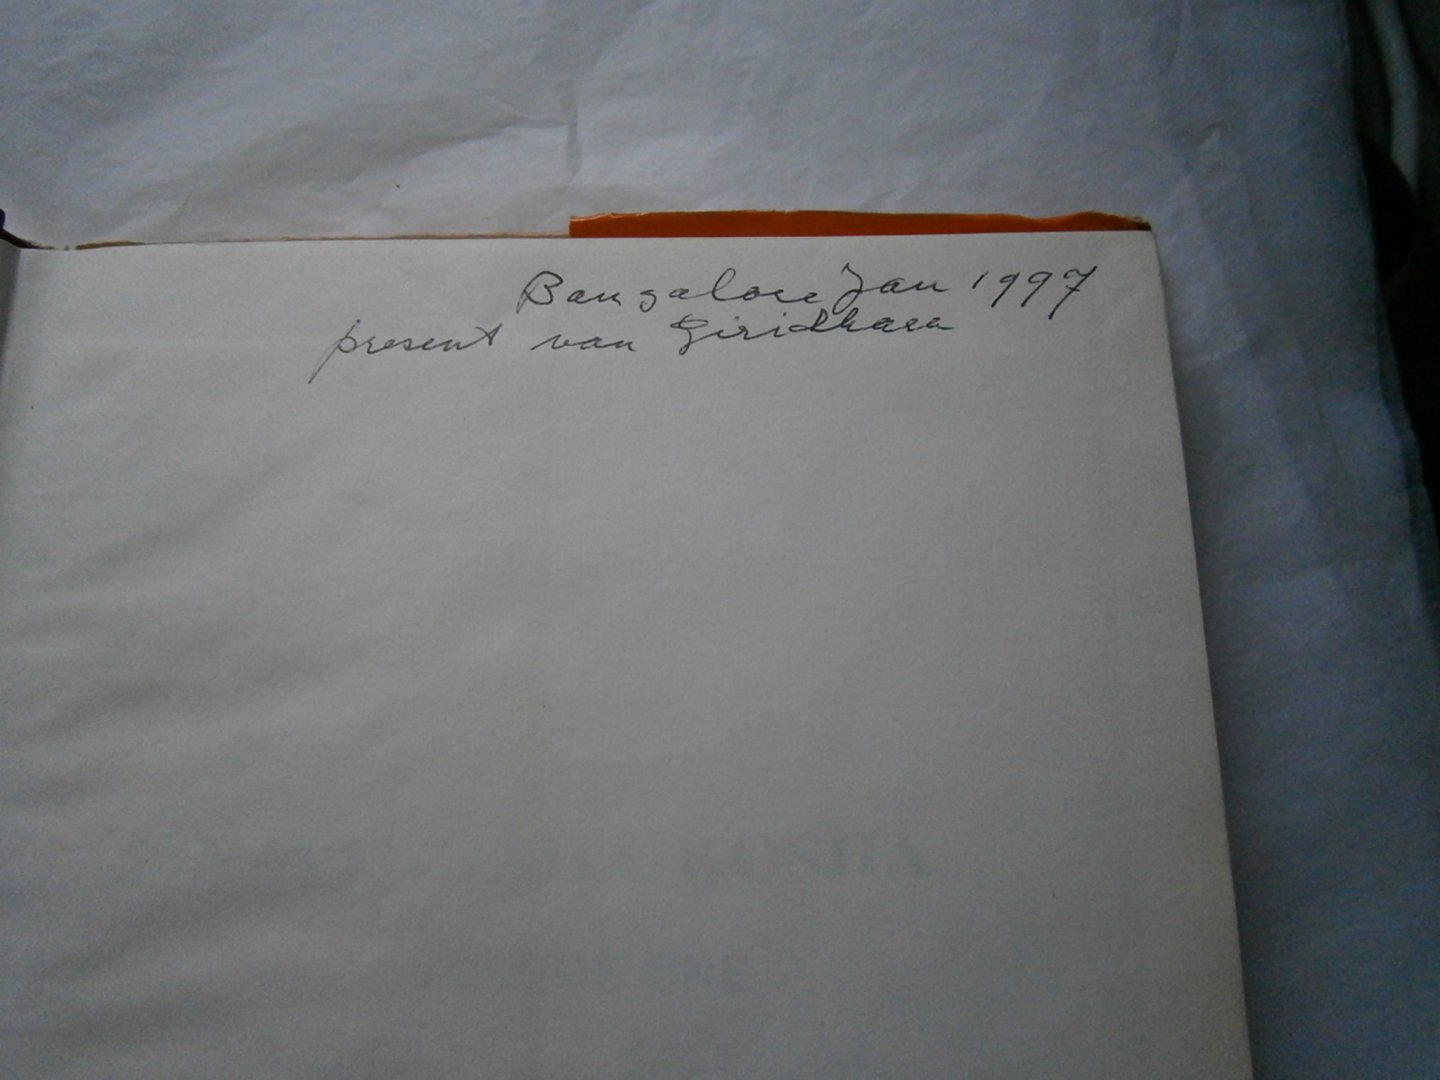 Bangalore Jan 1997
present van Giridhara